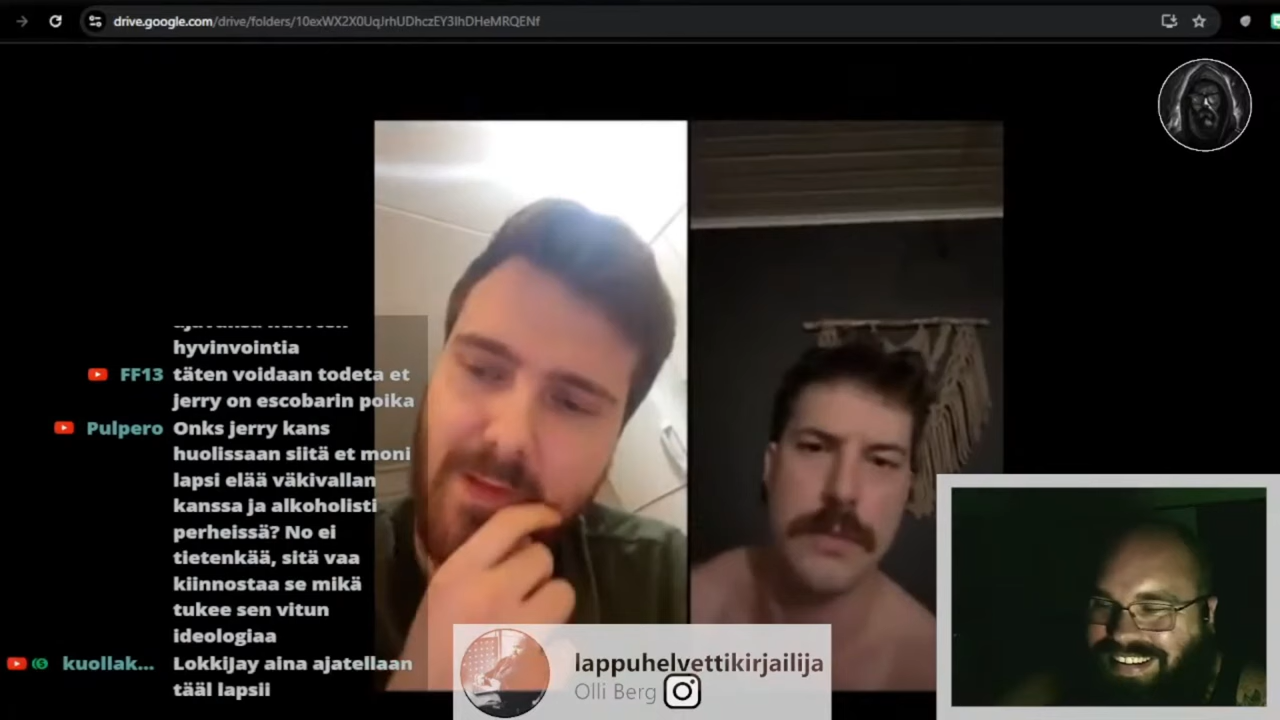 drive.google.com/drive/folders/10exWX2X0UqJrhUDhczEY3IhDHeMRQENf
hyvinvointia
FF13 täten voidaan todeta et
jerry on escobarin poika
Pulpero Onks jerry kans
huolissaan siitä et moni
lapsi elää väkivallan
kanssa ja alkoholisti
perheissä? No ei
tietenkää, sitä vaa
kiinnostaa se mikä
tukee sen vitun
ideologiaa
kuollak... LokkiJay aina ajatellaan
tääl lapsii
lappuhelvettikirjailija
Olli Berg